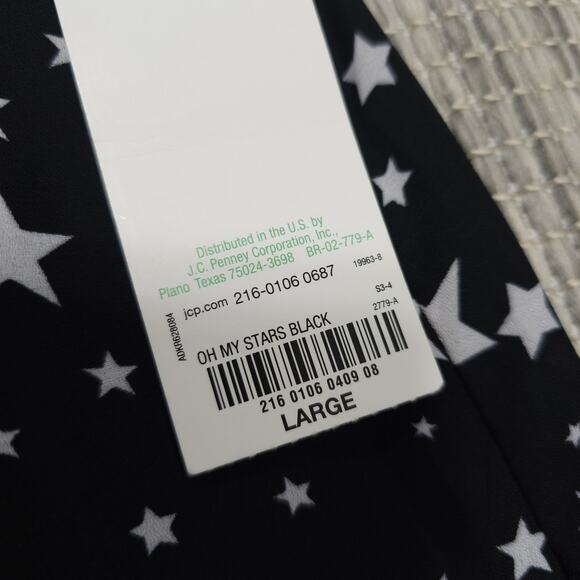 Distributed in the U.S. by
J.C. Penney Corporation, Inc.,
Plano Texas 75024-3698 BR-02-779-A
jcp.com 216-0106 0687 19963-8
S3-4
OH MY STARS BLACK 2779-A
216 0106 0409 08
LARGE